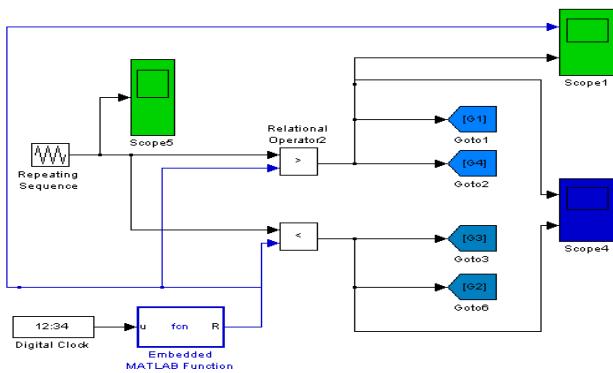 Scope1
Scope5
Relational
Operator2
[G1]
Goto1
>
[G4]
Goto2
Repeating
Sequence
<
[G3]
Goto3
Scope4
[G2]
Goto6
12:34
Digital Clock
u fcn R
Embedded
MATLAB Function